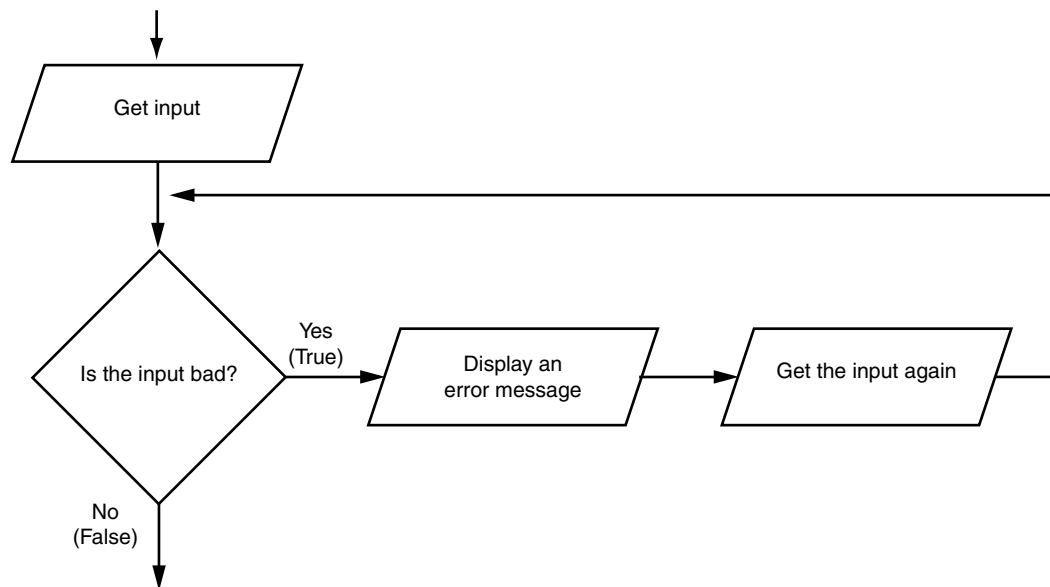 Get input
Is the input bad?
Yes
(True)
Display an
error message
Get the input again
No
(False)